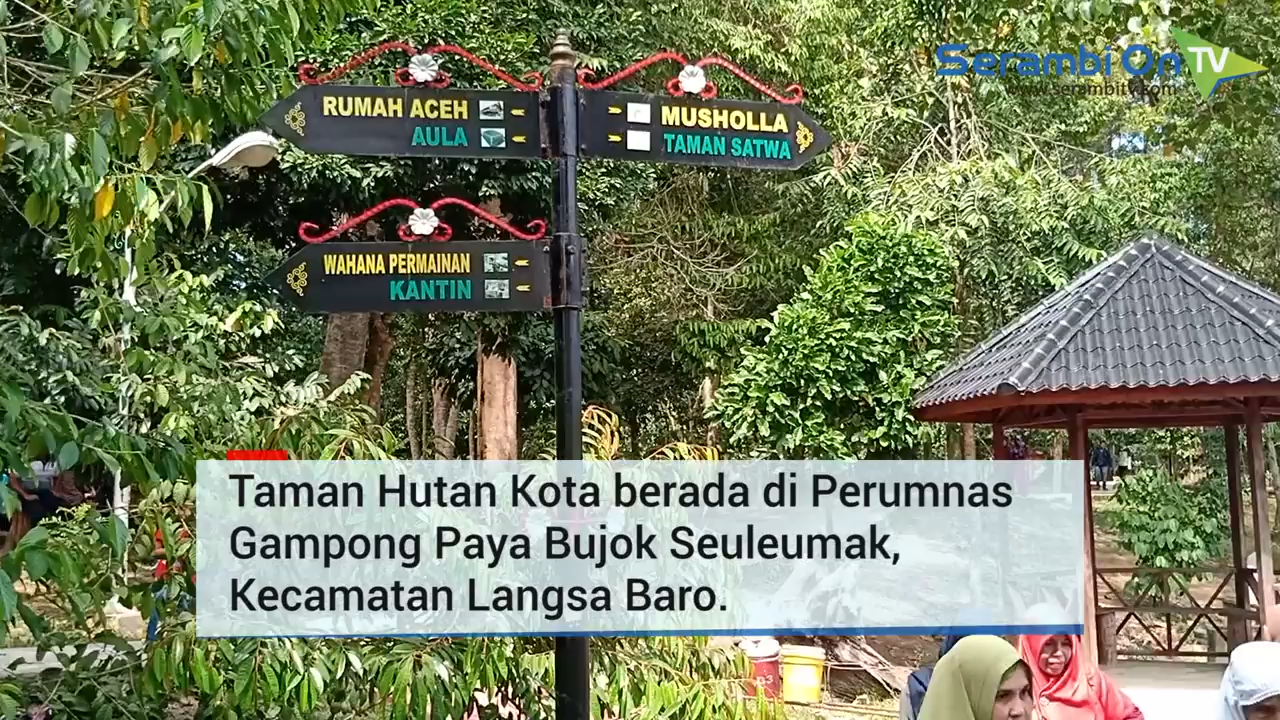 Serambi On TV
www.serambitv.com
RUMAH ACEH
AULA
MUSHOLLA
TAMAN SATWA
WAHANA PERMAINAN
KANTIN
Taman Hutan Kota berada di Perumnas
Gampong Paya Bujok Seuleumak,
Kecamatan Langsa Baro.